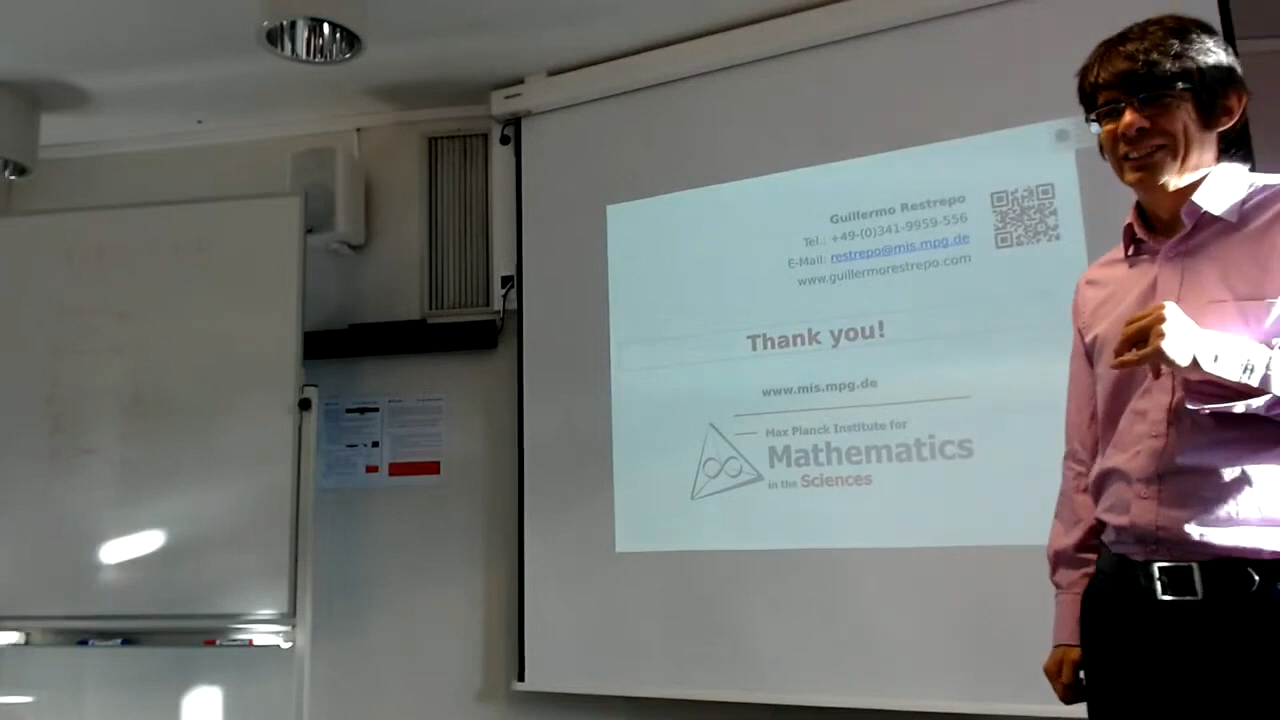 Guillermo Restrepo
Tel.: +49-(0)341-9959-556
E-Mail: restrepo@mis.mpg.de
www.guillermorestrepo.com
Thank you!
www.mis.mpg.de
Max Planck Institute for
Mathematics
in the Sciences